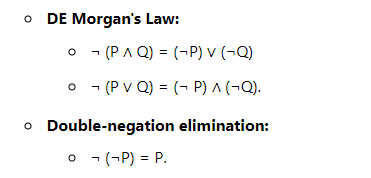 DE Morgan's Law:
¬ (P ∧ Q) = (¬P) ∨ (¬Q)
¬ (P ∨ Q) = (¬ P) ∧ (¬Q).
Double-negation elimination:
¬ (¬P) = P.